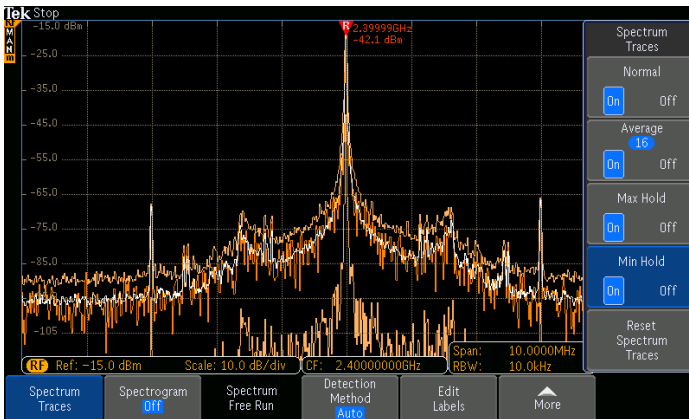 Tek Stop
-15.0 dBm
2.39999GHz
-42.1 dBm
R
N
M
A
N
m
-25.0
-35.0
-45.0
-55.0
-65.0
-75.0
-85.0
-105
RF Ref: -15.0 dBm Scale: 10.0 dB/div CF: 2.40000000GHz
Span: 10.0000MHz
RBW: 10.0kHz
Spectrum
Traces
Normal
On Off
Average
16
On Off
Max Hold
On Off
Min Hold
On Off
Reset
Spectrum
Traces
Spectrum
Traces
Spectrogram
Off
Spectrum
Free Run
Detection
Method
Auto
Edit
Labels
More